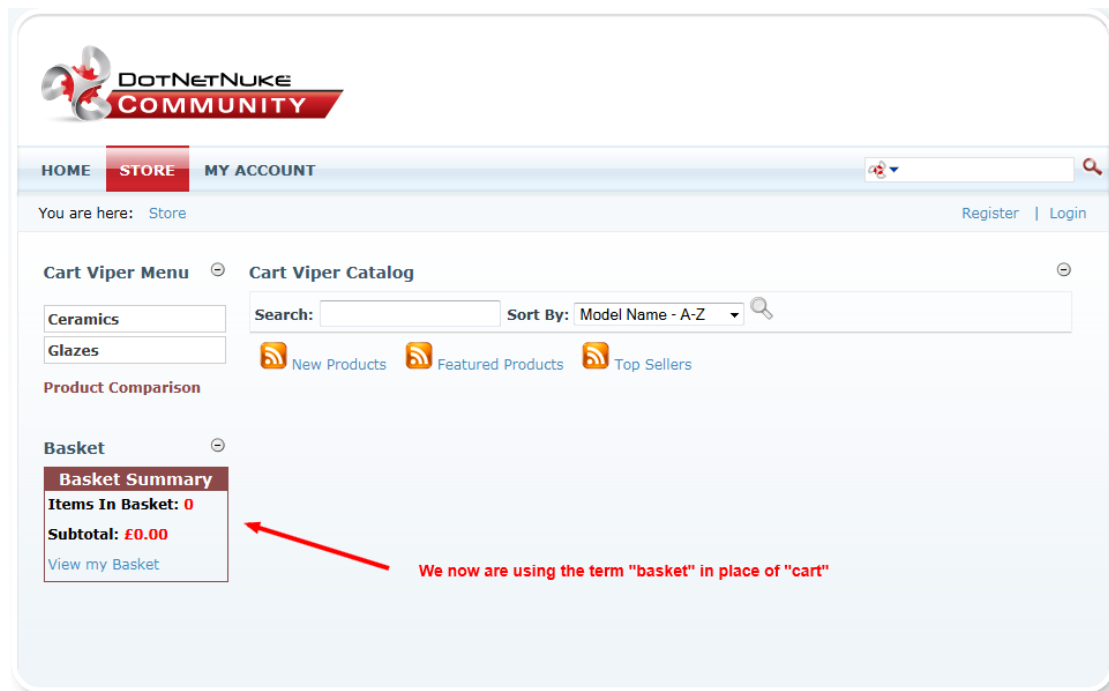 DotNetNuke
Community
HOME STORE MY ACCOUNT
You are here: Store Register | Login
Cart Viper Menu Cart Viper Catalog
Ceramics Search: Sort By: Model Name - A-Z
Glazes
New Products Featured Products Top Sellers
Product Comparison
Basket
Basket Summary
Items In Basket: 0
Subtotal: £0.00
View my Basket
We now are using the term "basket" in place of "cart"